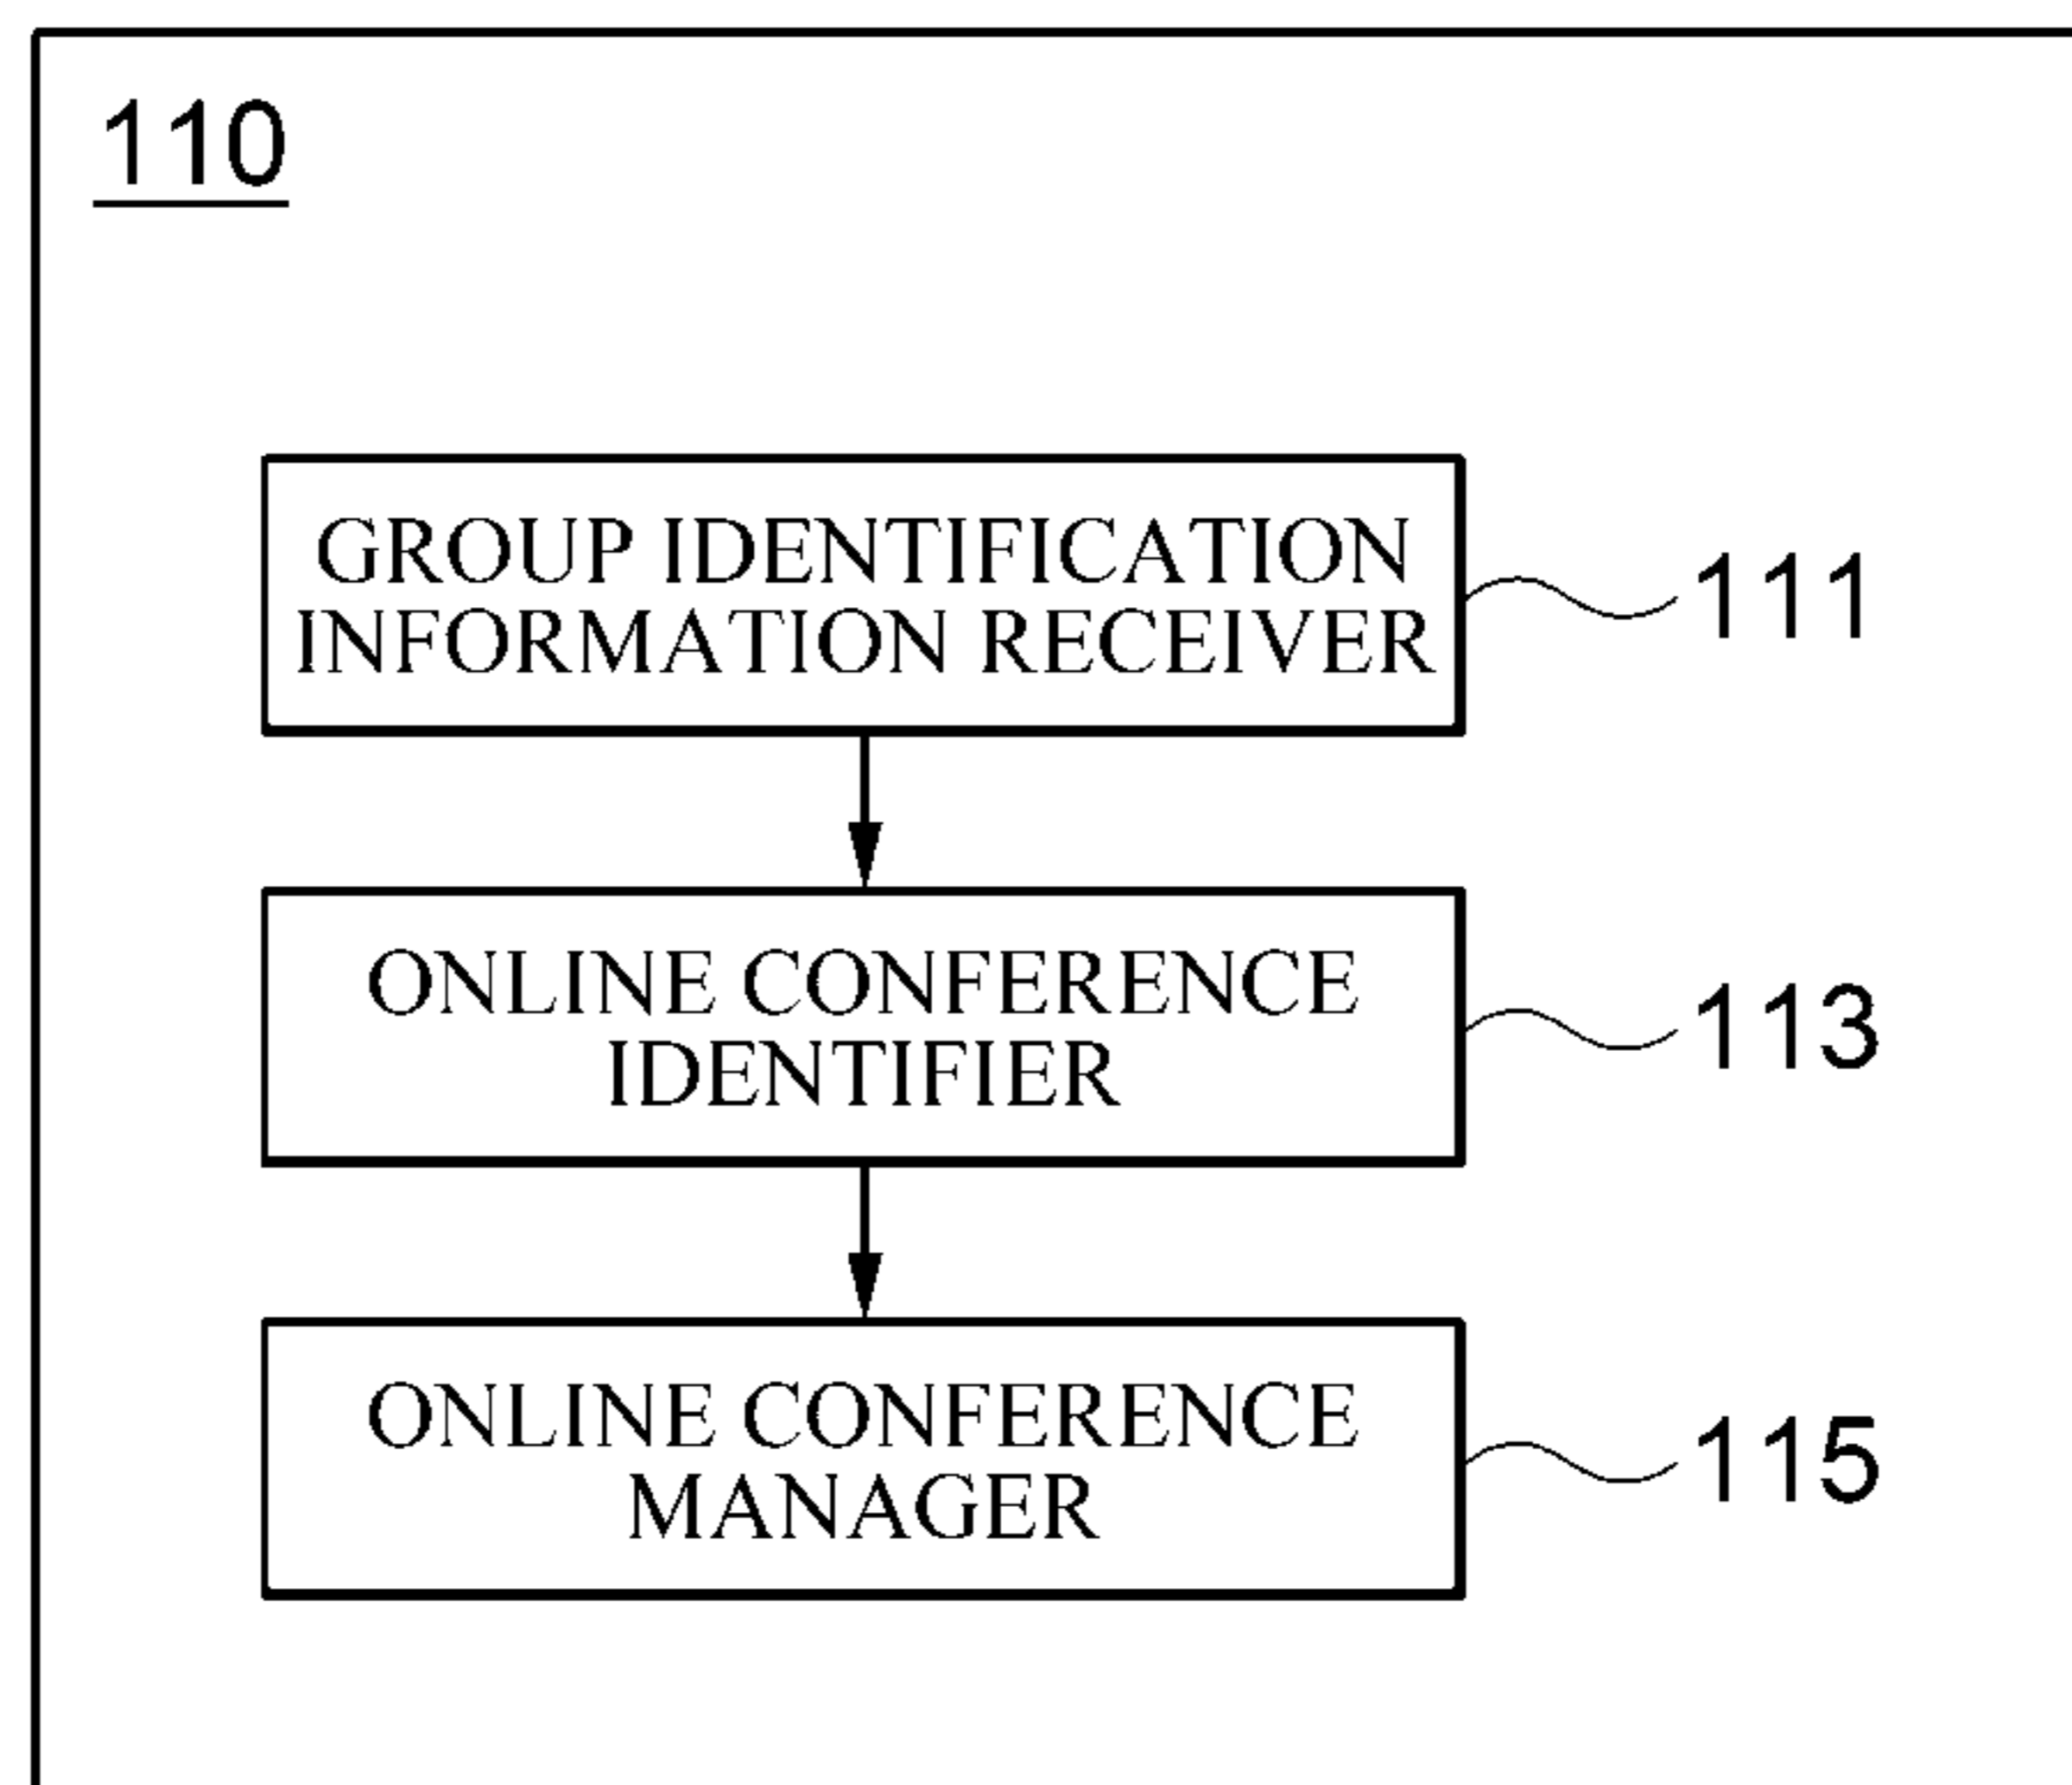 110
GROUP IDENTIFICATION
INFORMATION RECEIVER
111
ONLINE CONFERENCE
IDENTIFIER
113
ONLINE CONFERENCE
MANAGER
115